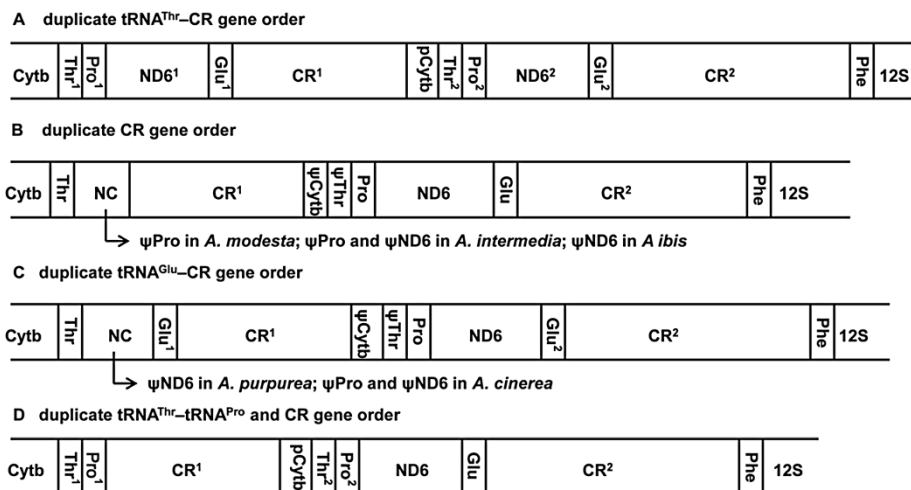 A duplicate tRNAᵀʰʳ–CR gene order
Cytb Thr¹ Pro¹ ND6¹ Glu¹ CR¹ pCytb Thr² Pro² ND6² Glu² CR² Phe 12S
B duplicate CR gene order
Cytb Thr NC CR¹ ψCytb ψThr Pro ND6 Glu CR² Phe 12S
ψPro in A. modesta; ψPro and ψND6 in A. intermedia; ψND6 in A ibis
C duplicate tRNAᴳˡᵘ–CR gene order
Cytb Thr NC Glu¹ CR¹ ψCytb ψThr Pro ND6 Glu² CR² Phe 12S
ψND6 in A. purpurea; ψPro and ψND6 in A. cinerea
D duplicate tRNAᵀʰʳ–tRNAᴾʳᵒ and CR gene order
Cytb Thr¹ Pro¹ CR¹ pCytb Thr² Pro² ND6 Glu CR² Phe 12S